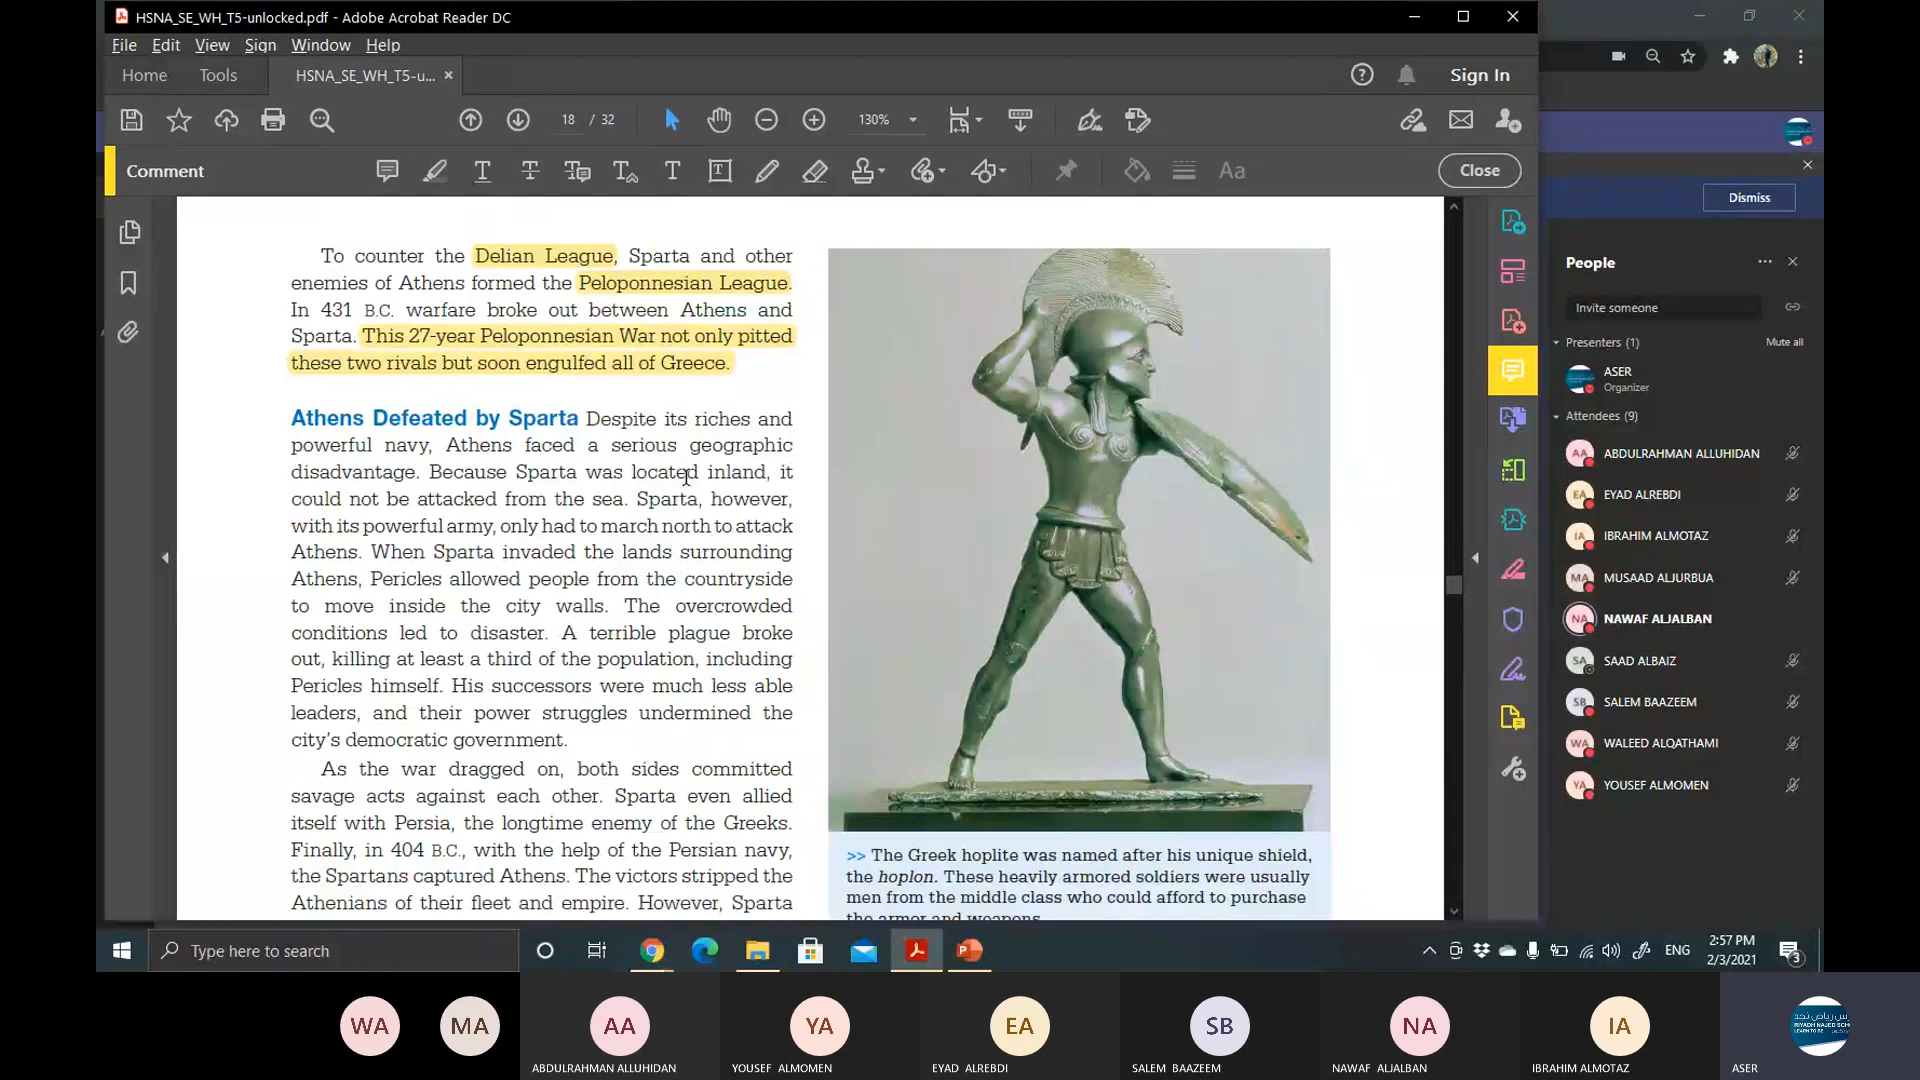 HSNA_SE_WH_T5-unlocked.pdf - Adobe Acrobat Reader DC
File Edit View Sign Window Help
Home Tools HSNA_SE_WH_T5-u... Sign In
18 / 32 130%
Comment Close
To counter the Delian League, Sparta and other
enemies of Athens formed the Peloponnesian League.
In 431 B.C. warfare broke out between Athens and
Sparta. This 27-year Peloponnesian War not only pitted
these two rivals but soon engulfed all of Greece.
Athens Defeated by Sparta Despite its riches and
powerful navy, Athens faced a serious geographic
disadvantage. Because Sparta was located inland, it
could not be attacked from the sea. Sparta, however,
with its powerful army, only had to march north to attack
Athens. When Sparta invaded the lands surrounding
Athens, Pericles allowed people from the countryside
to move inside the city walls. The overcrowded
conditions led to disaster. A terrible plague broke
out, killing at least a third of the population, including
Pericles himself. His successors were much less able
leaders, and their power struggles undermined the
city's democratic government.
As the war dragged on, both sides committed
savage acts against each other. Sparta even allied
itself with Persia, the longtime enemy of the Greeks.
Finally, in 404 B.C., with the help of the Persian navy,
the Spartans captured Athens. The victors stripped the
Athenians of their fleet and empire. However, Sparta
>> The Greek hoplite was named after his unique shield,
the hoplon. These heavily armored soldiers were usually
men from the middle class who could afford to purchase
the armor and weapons.
Dismiss
People
Invite someone
Presenters (1) Mute all
ASER
Organizer
Attendees (9)
AA ABDULRAHMAN ALLUHIDAN
EA EYAD ALREBDI
IA IBRAHIM ALMOTAZ
MA MUSAAD ALJURBUA
NA NAWAF ALJALBAN
SA SAAD ALBAIZ
SB SALEM BAAZEEM
WA WALEED ALQATHAMI
YA YOUSEF ALMOMEN
Type here to search
ENG
2:57 PM
2/3/2021
3
WA MA AA YA EA SB NA IA
ABDULRAHMAN ALLUHIDAN YOUSEF ALMOMEN EYAD ALREBDI SALEM BAAZEEM NAWAF ALJALBAN IBRAHIM ALMOTAZ ASER